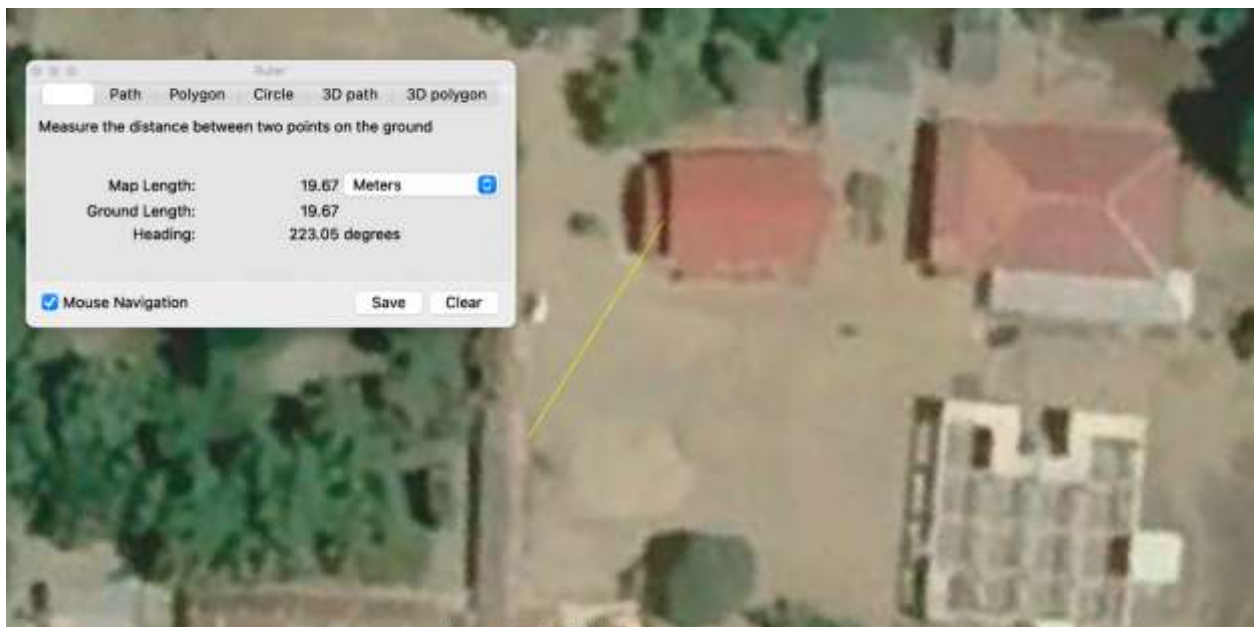 Ruler
Path Polygon Circle 3D path 3D polygon
Measure the distance between two points on the ground
Map Length: 19.67 Meters
Ground Length: 19.67
Heading: 223.05 degrees
Mouse Navigation Save Clear